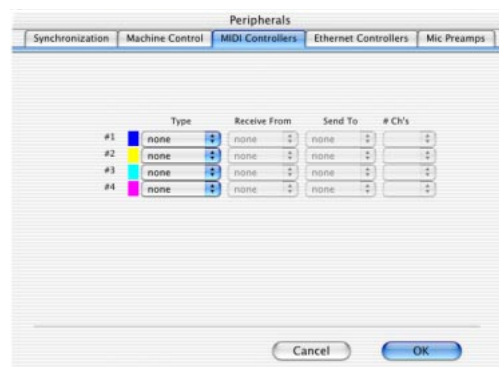 Peripherals
Synchronization Machine Control MIDI Controllers Ethernet Controllers Mic Preamps
Type Receive From Send To # Ch's
#1 none none none
#2 none none none
#3 none none none
#4 none none none
Cancel OK